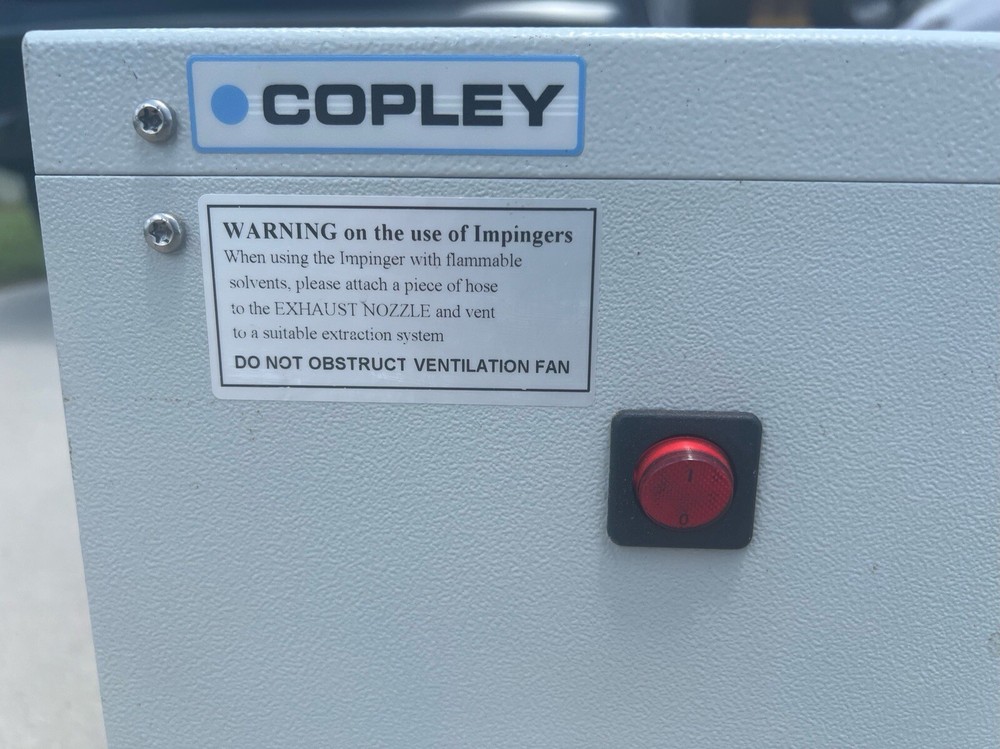 COPLEY
WARNING on the use of Impingers
When using the Impinger with flammable
solvents, please attach a piece of hose
to the EXHAUST NOZZLE and vent
to a suitable extraction system
DO NOT OBSTRUCT VENTILATION FAN
I
0